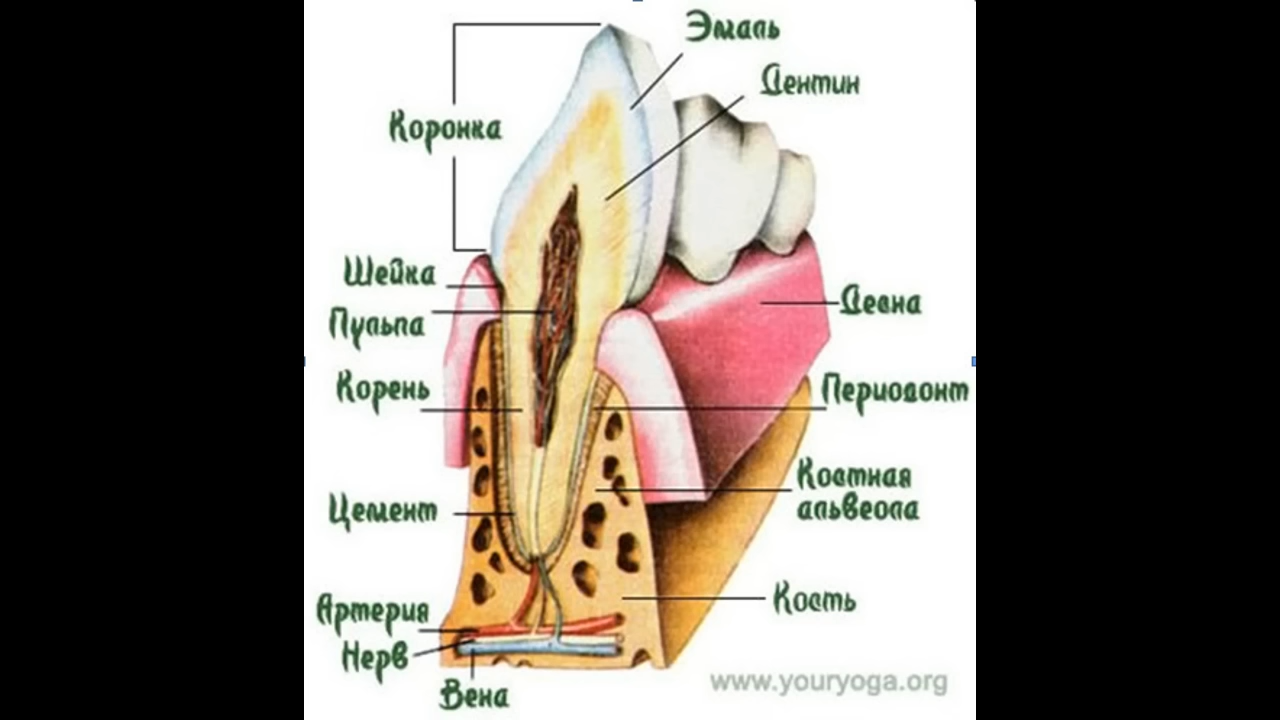 Эмаль
Дентин
Коронка
Шейка
Пульпа
Десна
Корень
Периодонт
Костная
альвеола
Цемент
Кость
Артерия
Нерв
Вена
www.youryoga.org